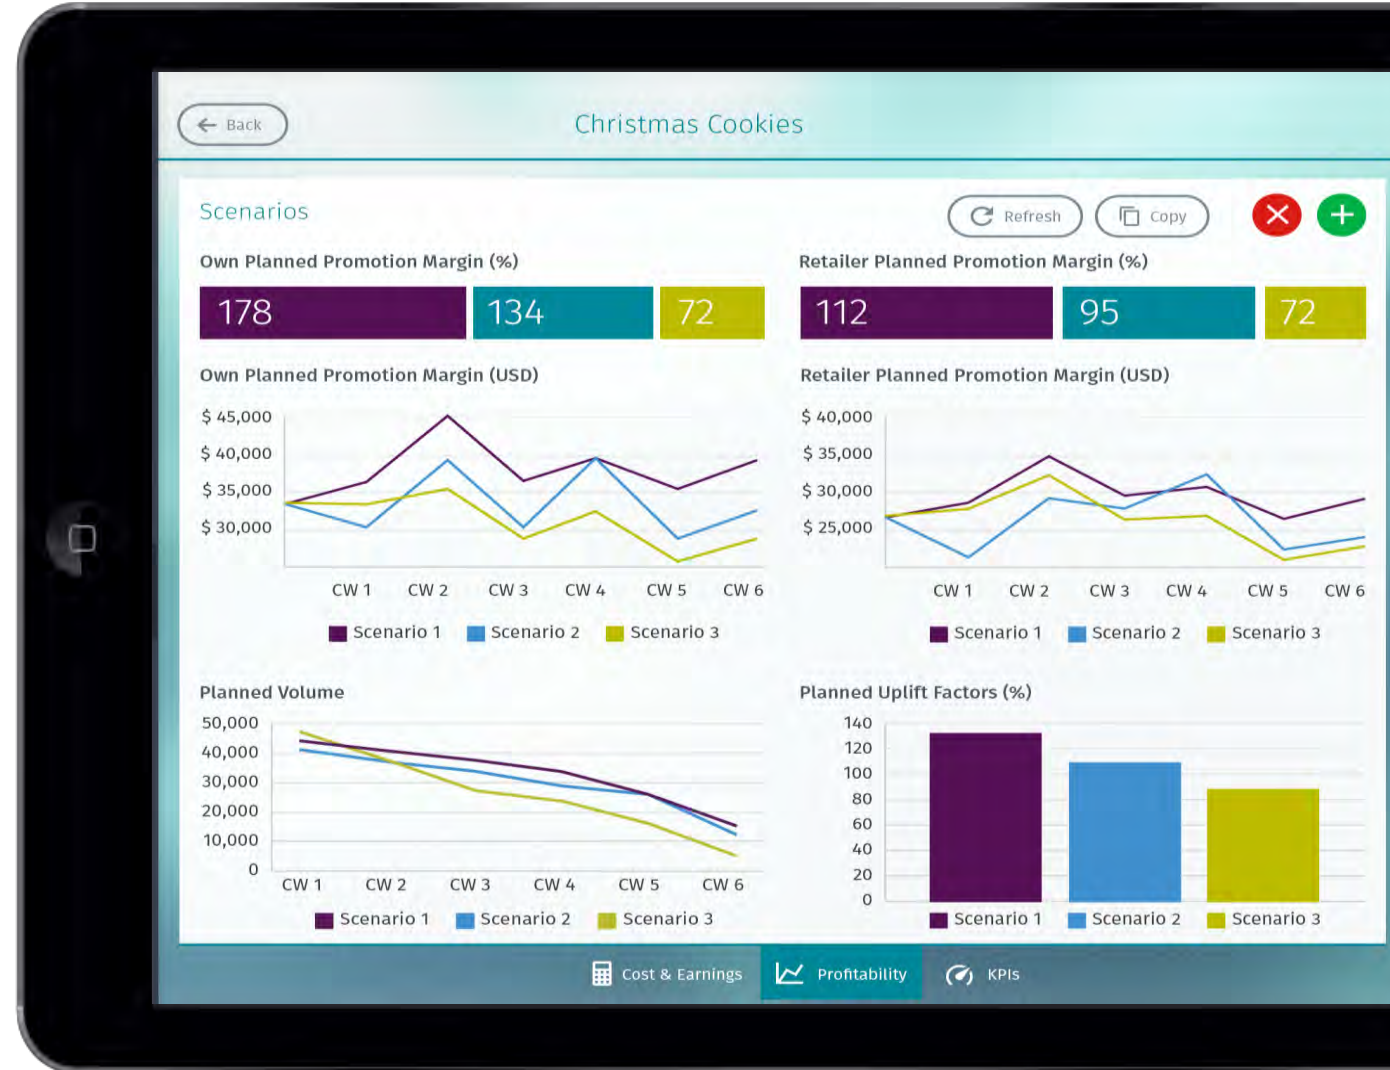 Back
Christmas Cookies
Scenarios
Refresh
Copy
Own Planned Promotion Margin (%)
178 134 72
Retailer Planned Promotion Margin (%)
112 95 72
Own Planned Promotion Margin (USD)
$ 45,000
$ 40,000
$ 35,000
$ 30,000
CW 1 CW 2 CW 3 CW 4 CW 5 CW 6
Scenario 1 Scenario 2 Scenario 3
Retailer Planned Promotion Margin (USD)
$ 40,000
$ 35,000
$ 30,000
$ 25,000
CW 1 CW 2 CW 3 CW 4 CW 5 CW 6
Scenario 1 Scenario 2 Scenario 3
Planned Volume
50,000
40,000
30,000
20,000
10,000
0
CW 1 CW 2 CW 3 CW 4 CW 5 CW 6
Scenario 1 Scenario 2 Scenario 3
Planned Uplift Factors (%)
140
120
100
80
60
40
20
0
Scenario 1 Scenario 2 Scenario 3
Cost & Earnings Profitability KPIs